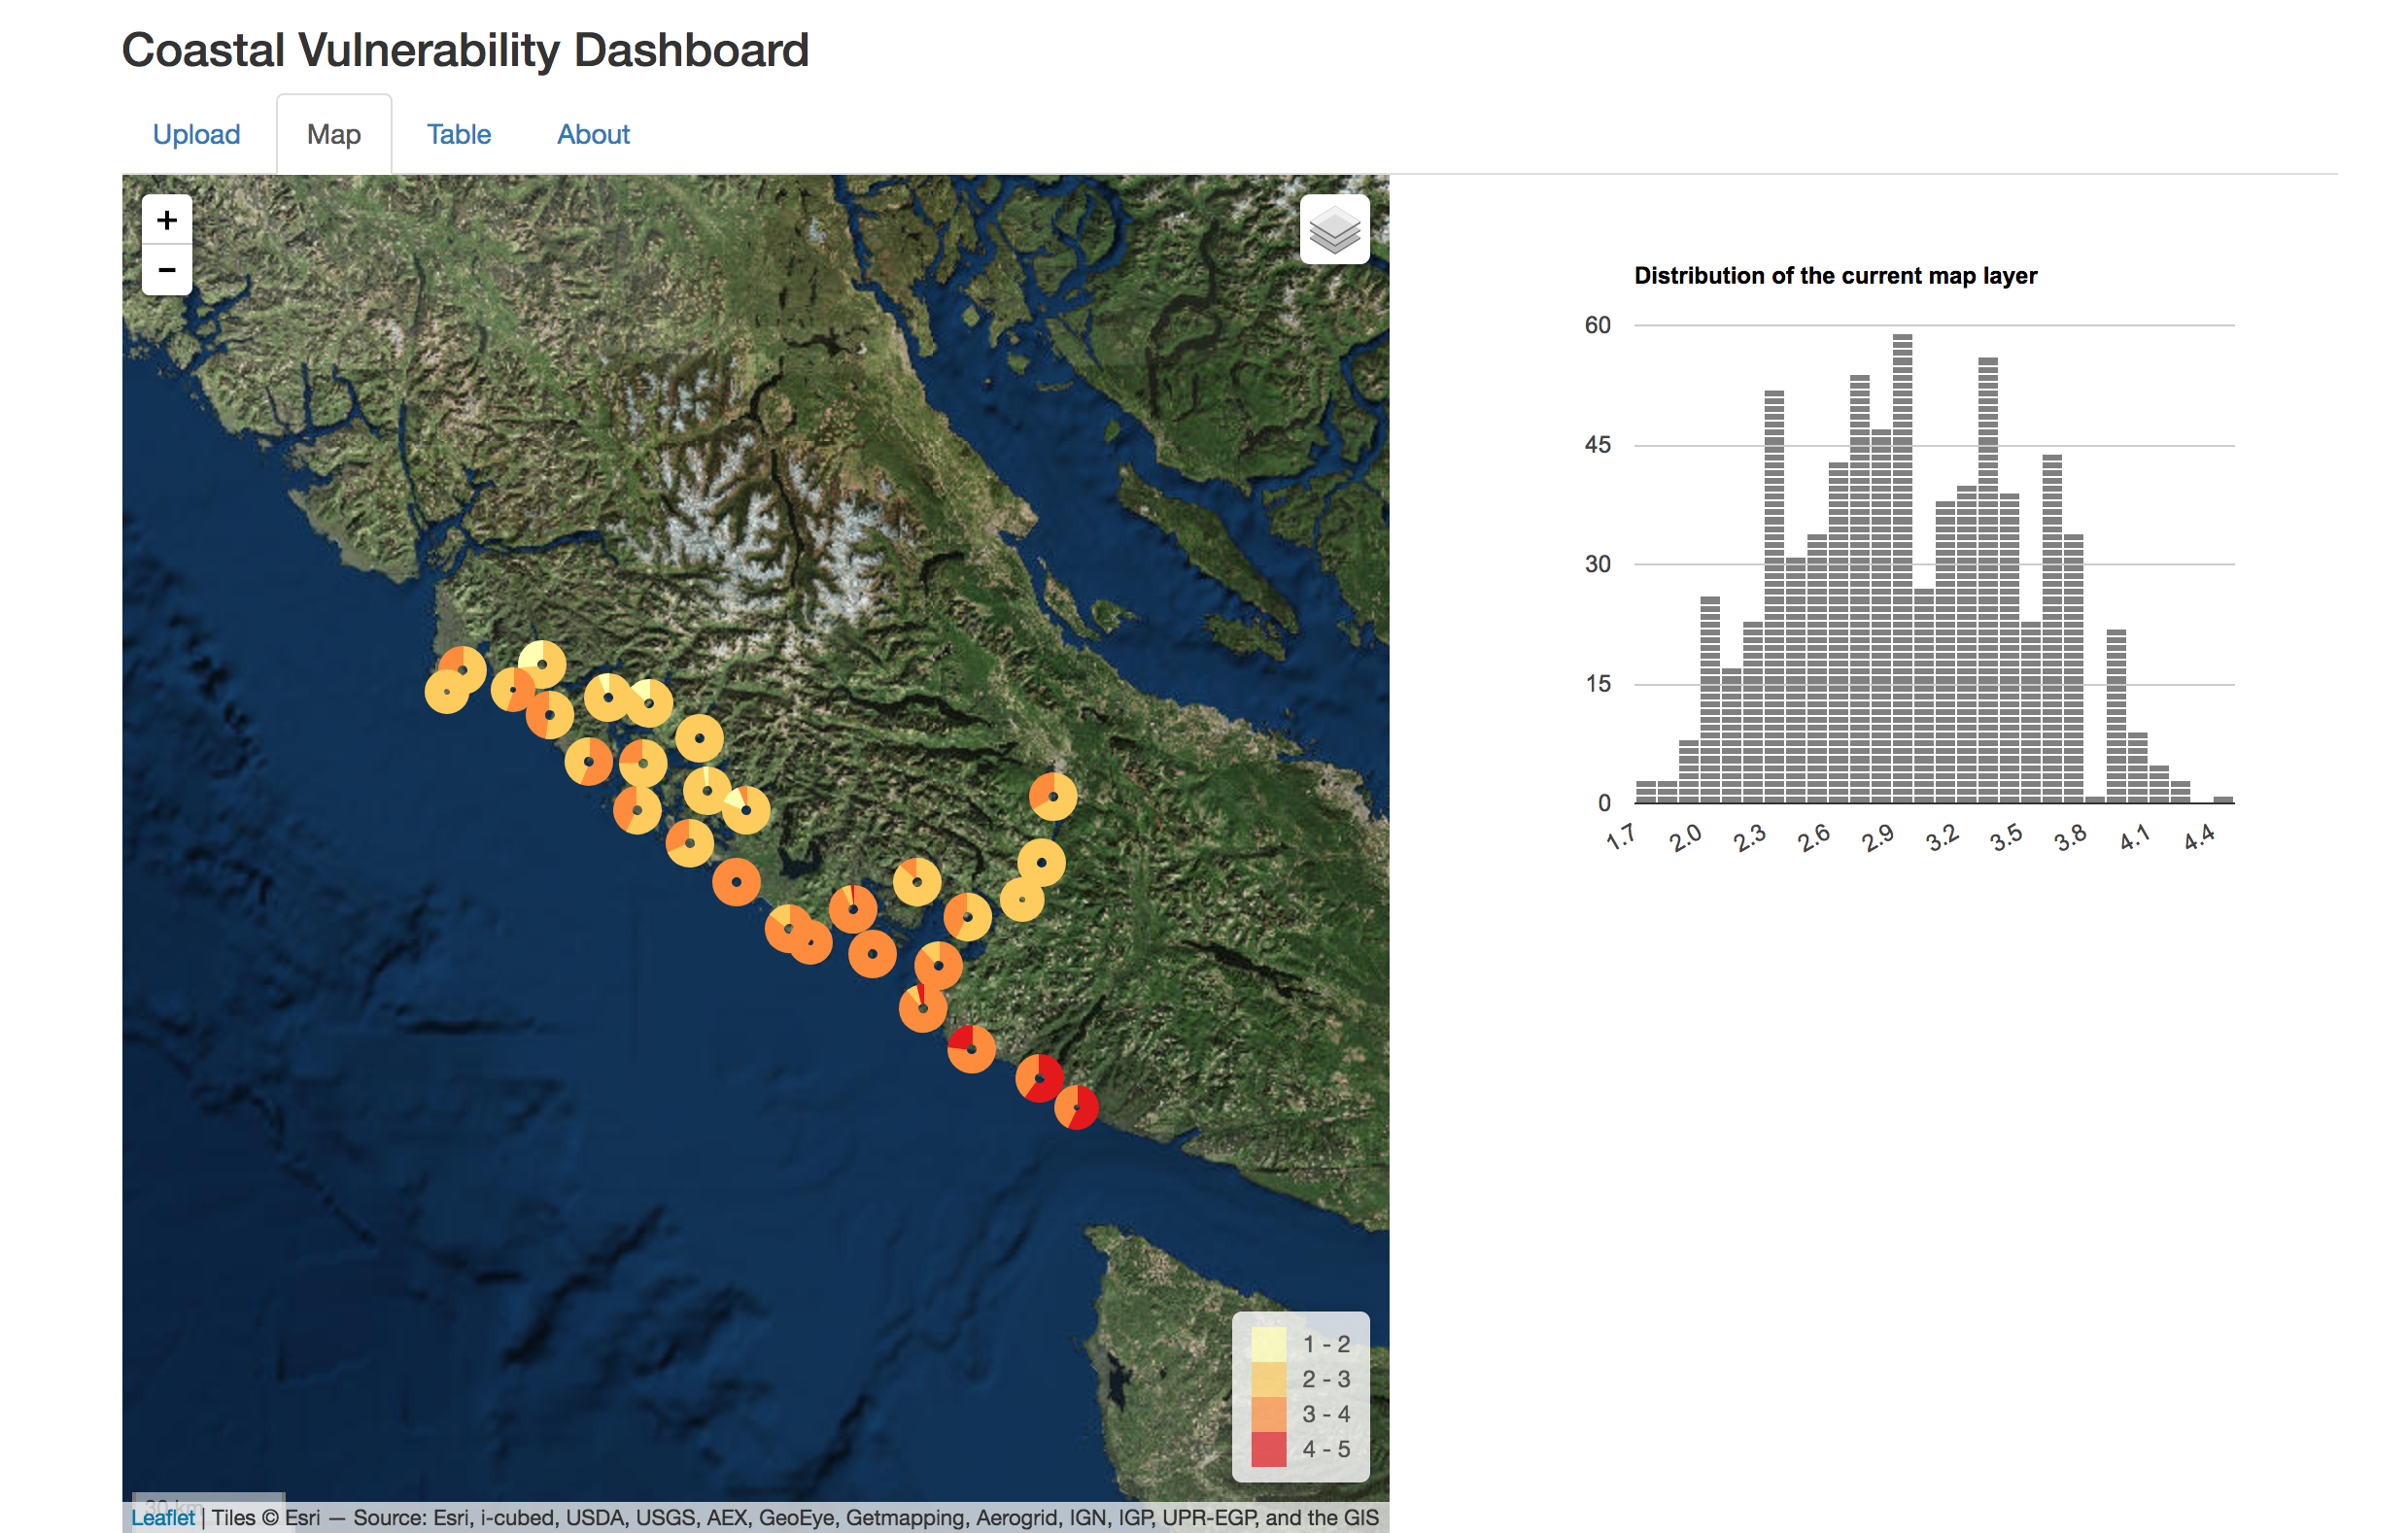 Coastal Vulnerability Dashboard
Upload Map Table About
+
−
Distribution of the current map layer
60
45
30
15
0
1.7 2.0 2.3 2.6 2.9 3.2 3.5 3.8 4.1 4.4
1 - 2
2 - 3
3 - 4
4 - 5
30 km
Leaflet | Tiles © Esri — Source: Esri, i-cubed, USDA, USGS, AEX, GeoEye, Getmapping, Aerogrid, IGN, IGP, UPR-EGP, and the GIS